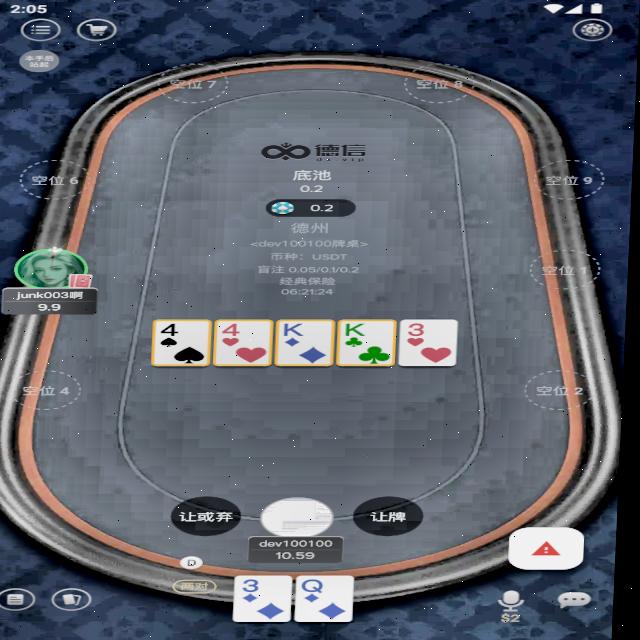 2:05
本手后站起
空位 7
空位 8
德信
dx.vip
底池
0.2
0.2
空位 6
空位 9
德州
<dev100100牌桌>
币种： USDT
盲注 0.05/0.1/0.2
经典保险
06:21:24
空位 1
junk003啊
9.9
4
4
K
K
3
空位 4
空位 2
让或弃
让牌
dev100100
10.59
D
两对
3
Q
$2